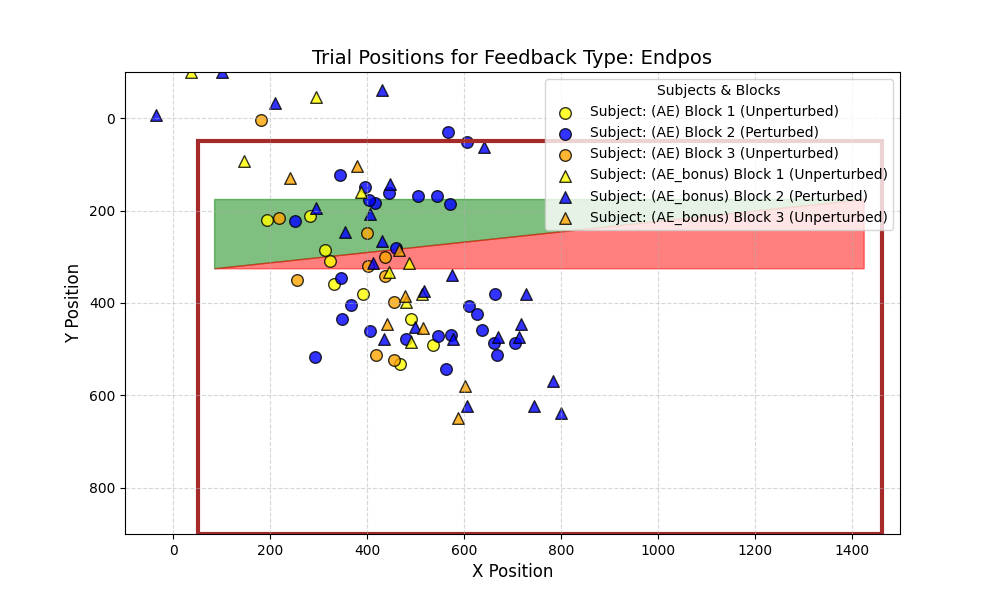 Trial Positions for Feedback Type: Endpos
Subjects & Blocks
Subject: (AE) Block 1 (Unperturbed)
Subject: (AE) Block 2 (Perturbed)
Subject: (AE) Block 3 (Unperturbed)
Subject: (AE_bonus) Block 1 (Unperturbed)
Subject: (AE_bonus) Block 2 (Perturbed)
Subject: (AE_bonus) Block 3 (Unperturbed)
Y Position
0
200
400
600
800
0 200 400 600 800 1000 1200 1400
X Position